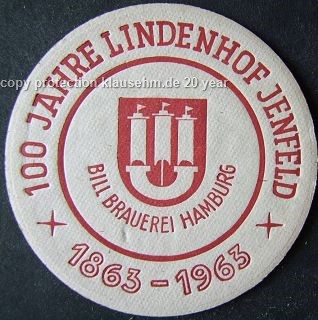 100 JAHRE LINDENHOF JENFELD
copy protection klausehm.de 20 year
BILL BRAUEREI HAMBURG
1863 - 1963